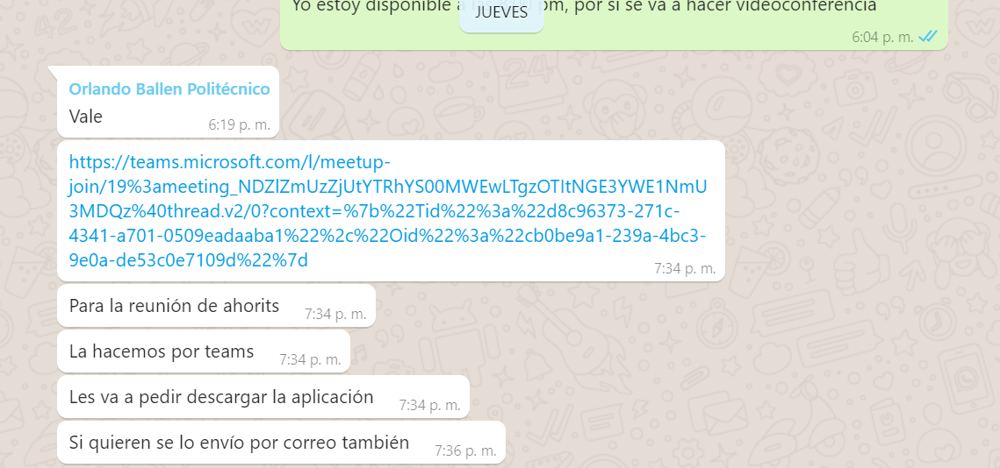 Yo estoy disponible a pm, por si se va a hacer videoconferencia
JUEVES
6:04 p. m.
Orlando Ballen Politécnico
Vale
6:19 p. m.
https://teams.microsoft.com/l/meetup-
join/19%3ameeting_NDZlZmUzZjUtYTRhYS00MWEwLTgzOTItNGE3YWE1NmU
3MDQz%40thread.v2/0?context=%7b%22Tid%22%3a%22d8c96373-271c-
4341-a701-0509eadaaba1%22%2c%22Oid%22%3a%22cb0be9a1-239a-4bc3-
9e0a-de53c0e7109d%22%7d
7:34 p. m.
Para la reunión de ahorits 7:34 p. m.
La hacemos por teams 7:34 p. m.
Les va a pedir descargar la aplicación 7:34 p. m.
Si quieren se lo envío por correo también 7:36 p. m.